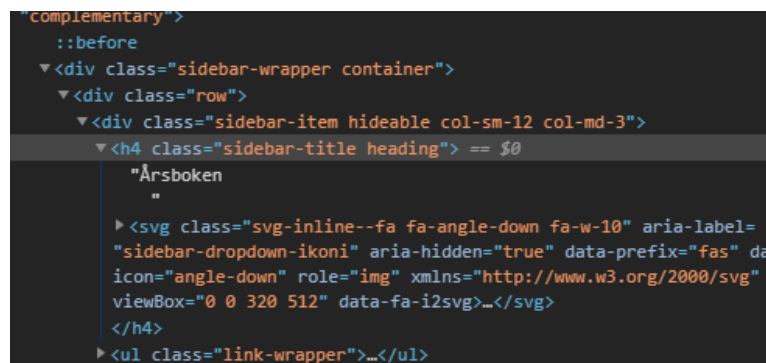 "complementary">
::before
▼<div class="sidebar-wrapper container">
▼<div class="row">
▼<div class="sidebar-item hideable col-sm-12 col-md-3">
▼<h4 class="sidebar-title heading"> == $0
"Årsboken
"
▶<svg class="svg-inline--fa fa-angle-down fa-w-10" aria-label=
"sidebar-dropdown-ikoni" aria-hidden="true" data-prefix="fas" da
icon="angle-down" role="img" xmlns="http://www.w3.org/2000/svg"
viewBox="0 0 320 512" data-fa-i2svg>…</svg>
</h4>
▶<ul class="link-wrapper">…</ul>